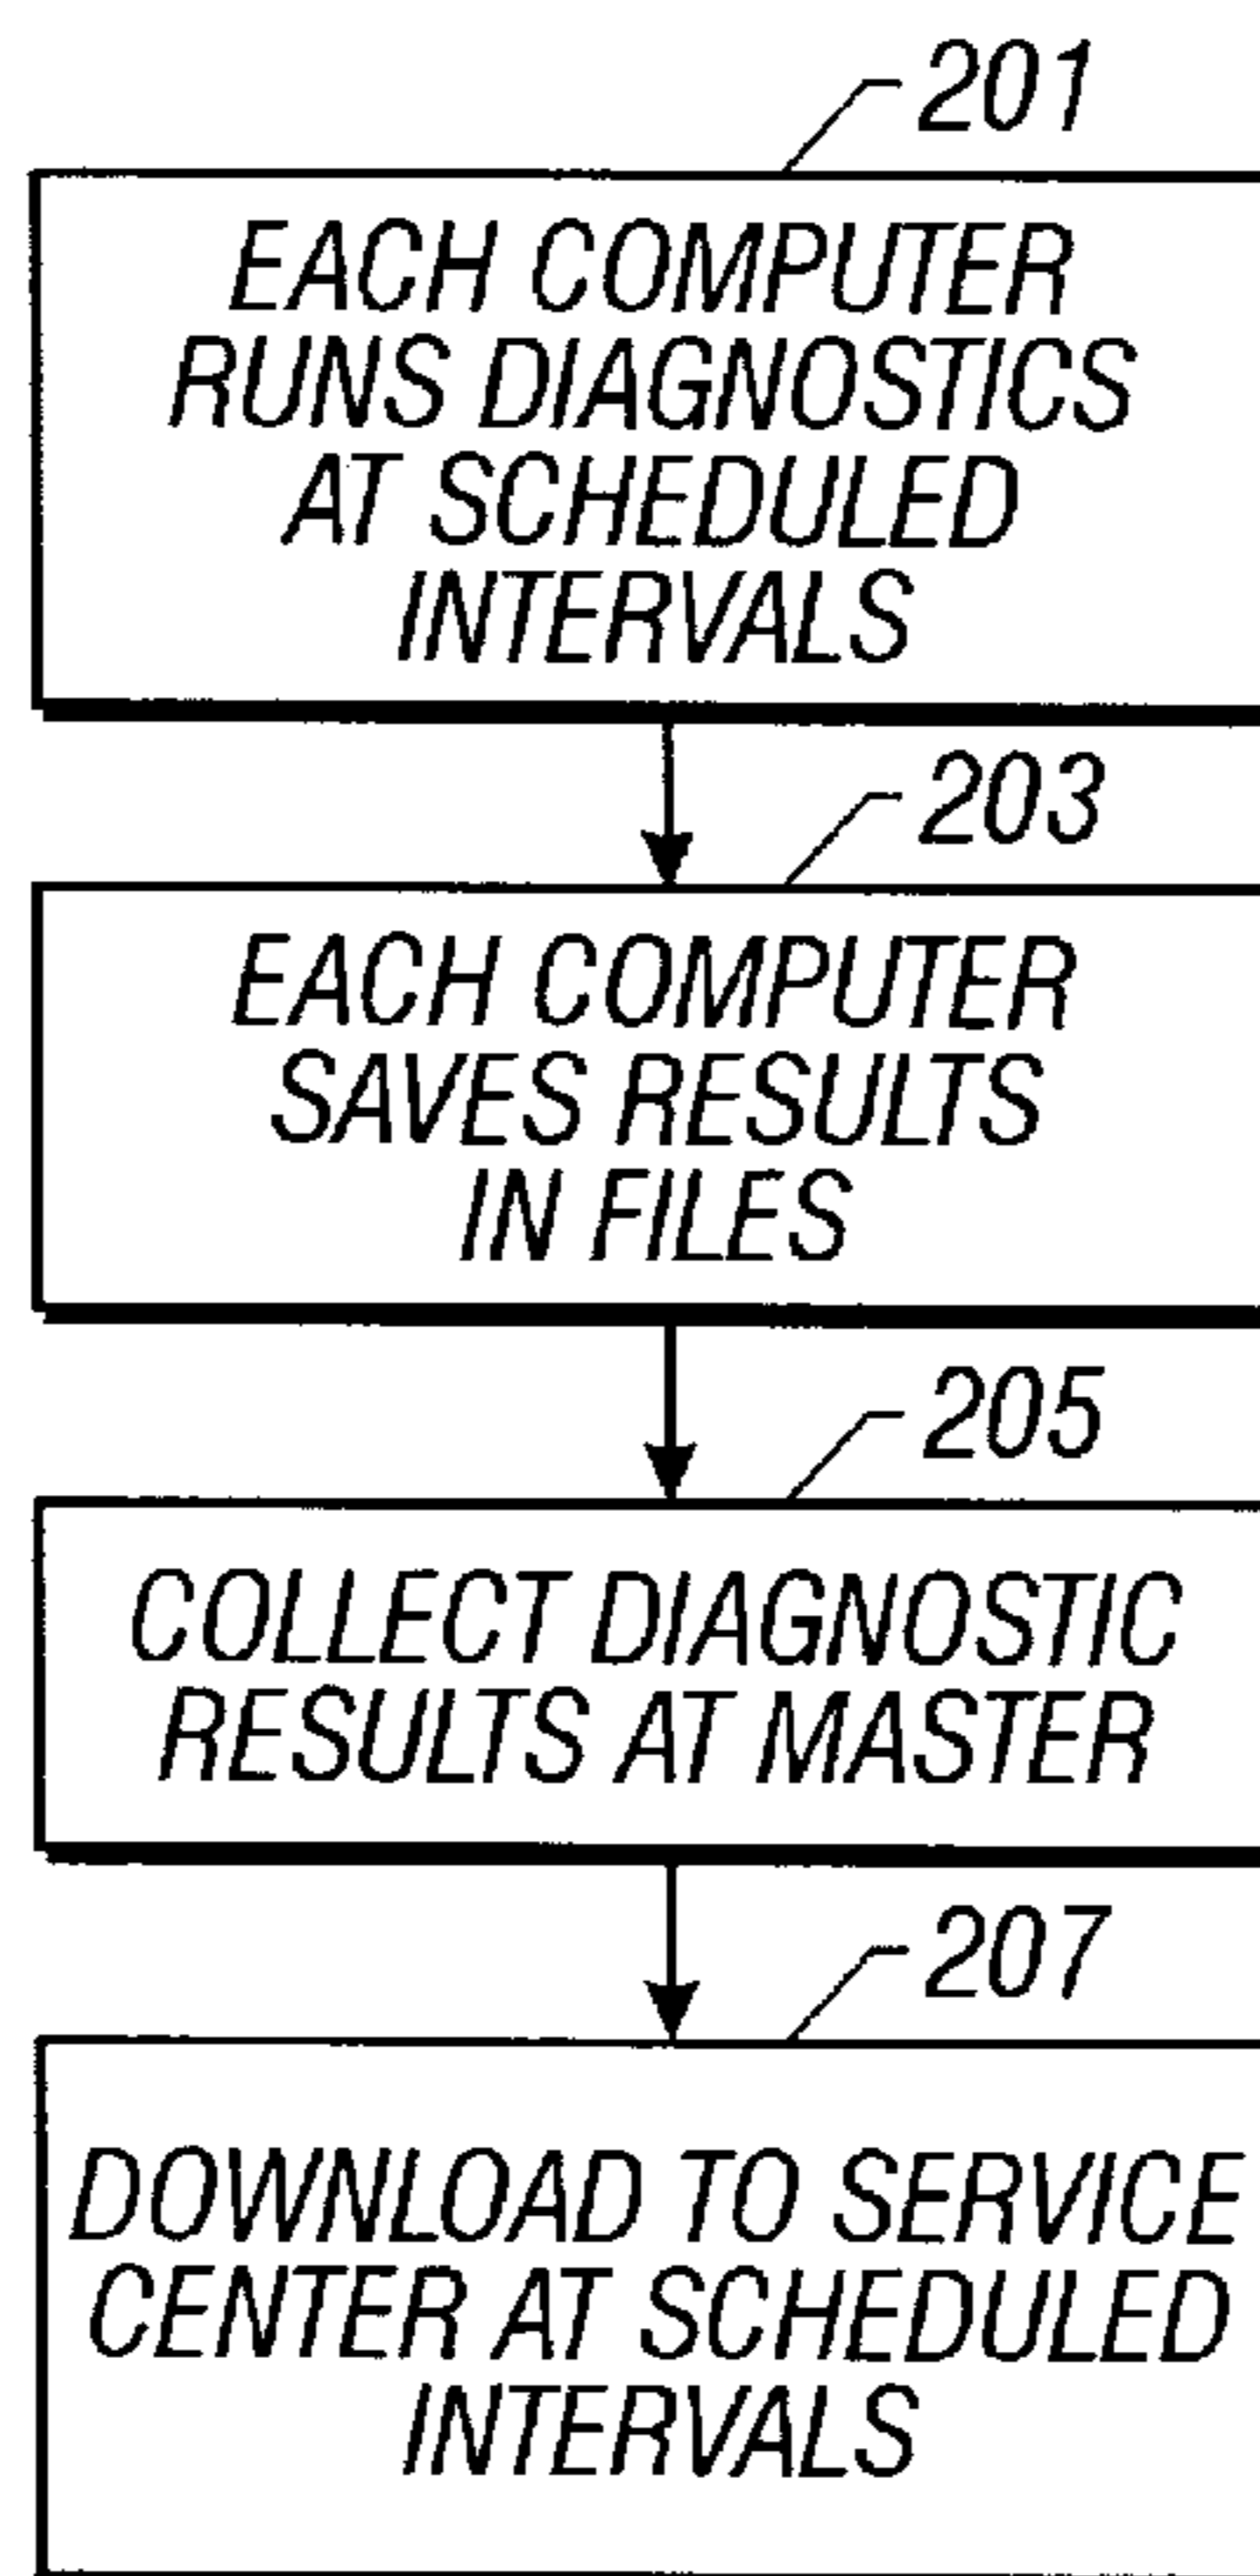 201
EACH COMPUTER
RUNS DIAGNOSTICS
AT SCHEDULED
INTERVALS
203
EACH COMPUTER
SAVES RESULTS
IN FILES
205
COLLECT DIAGNOSTIC
RESULTS AT MASTER
207
DOWNLOAD TO SERVICE
CENTER AT SCHEDULED
INTERVALS